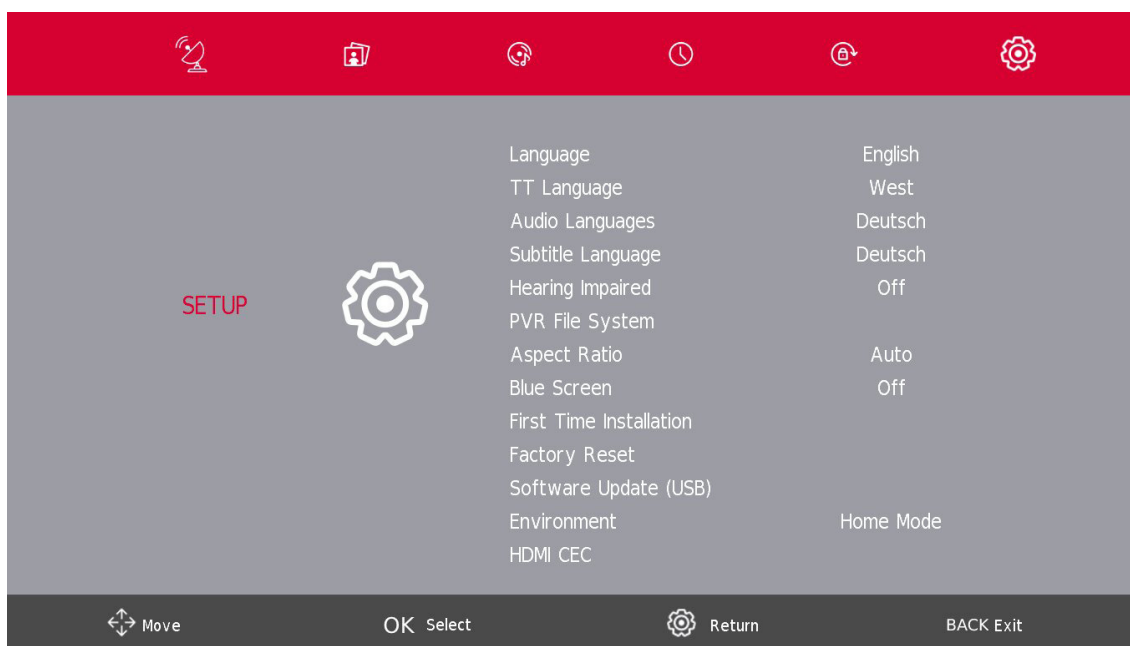 Language English
TT Language West
Audio Languages Deutsch
Subtitle Language Deutsch
Hearing Impaired Off
SETUP
PVR File System
Aspect Ratio Auto
Blue Screen Off
First Time Installation
Factory Reset
Software Update (USB)
Environment Home Mode
HDMI CEC
Move OK Select Return BACK Exit